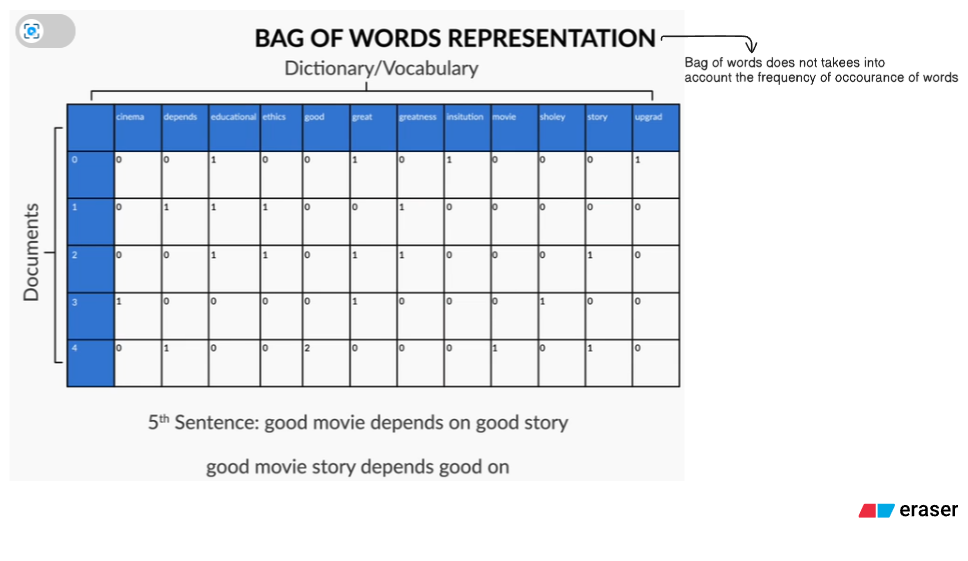 BAG OF WORDS REPRESENTATION
Bag of words does not takees into
account the frequency of occourance of words
Dictionary/Vocabulary
cinema depends educational ethics good great greatness insitution movie sholey story upgrad
Documents
0 0 0 1 0 0 1 0 1 0 0 0 1
1 0 1 1 1 0 0 1 0 0 0 0 0
2 0 0 1 1 0 1 1 0 0 0 1 0
3 1 0 0 0 0 1 0 0 0 1 0 0
4 0 1 0 0 2 0 0 0 1 0 1 0
5th Sentence: good movie depends on good story
good movie story depends good on
eraser